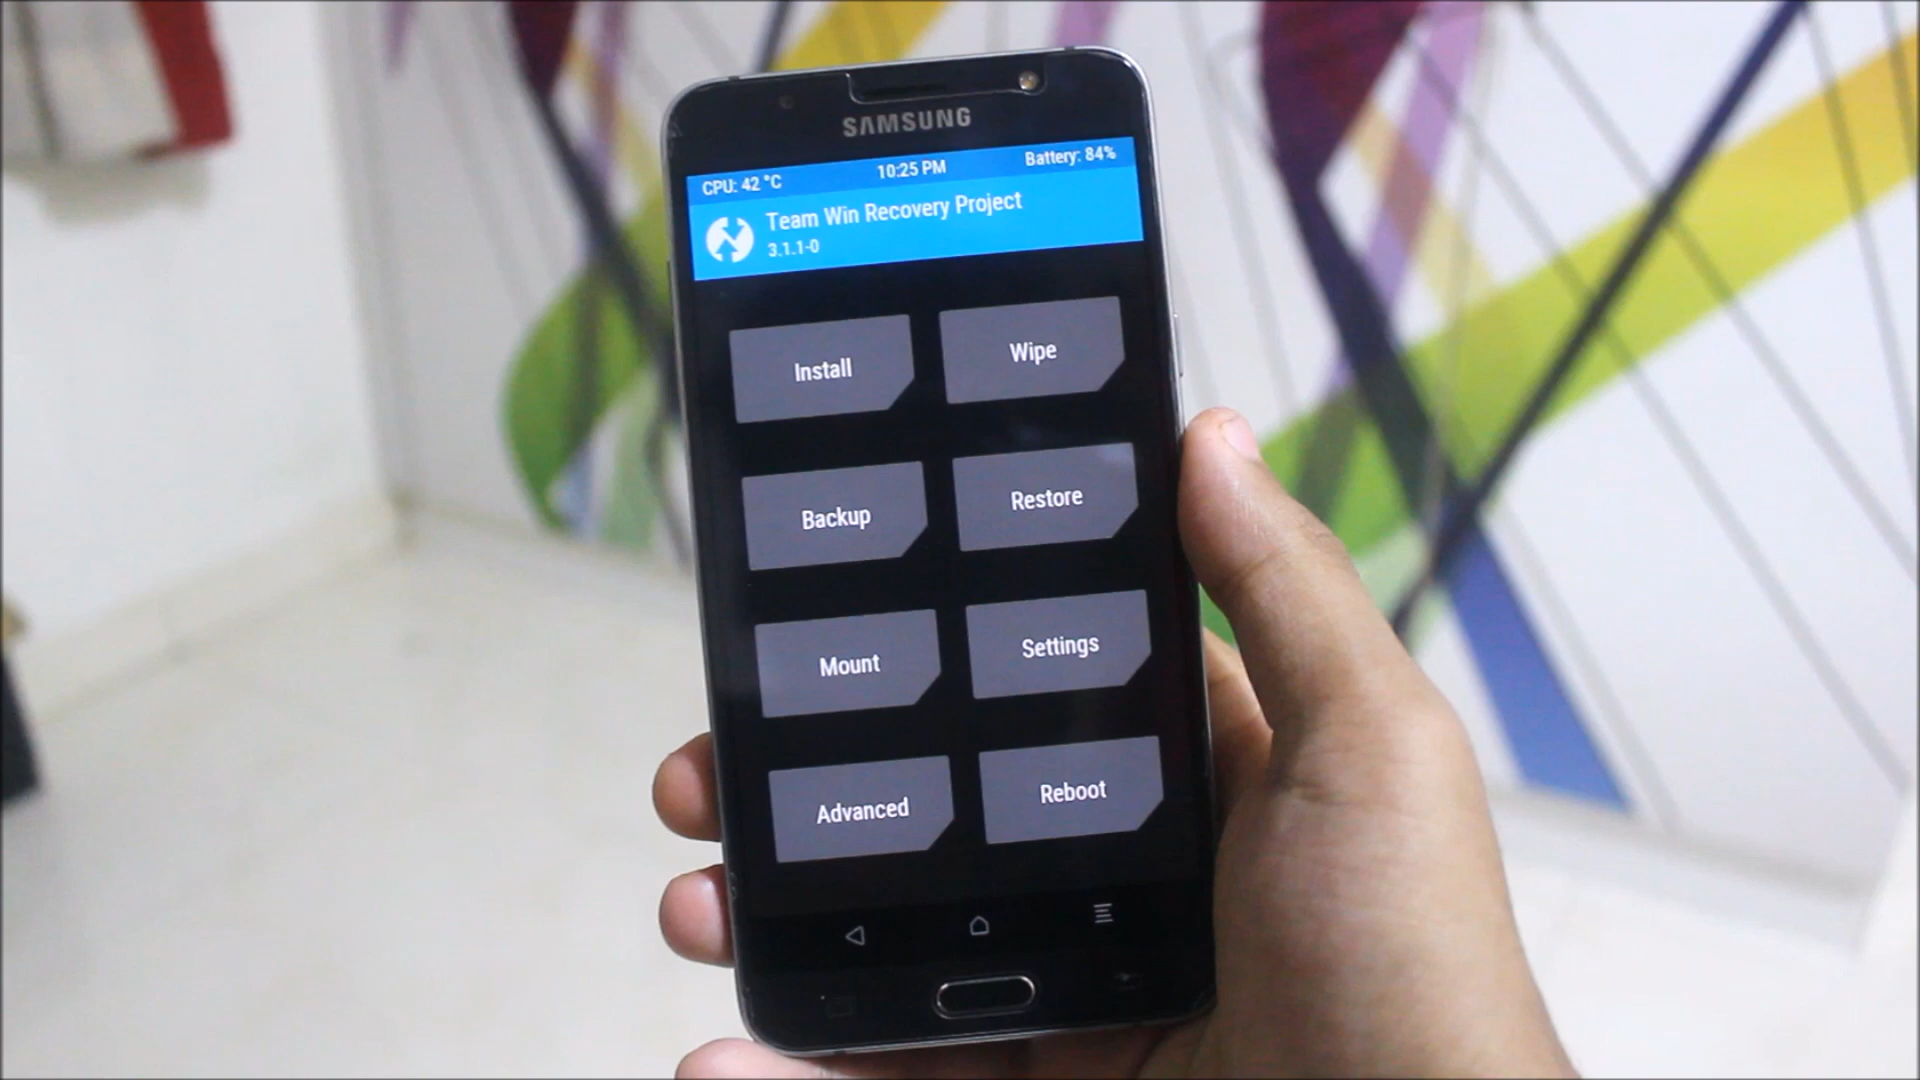 SAMSUNG
CPU: 42 °C 10:25 PM Battery: 84%
Team Win Recovery Project
3.1.1-0
Install Wipe
Backup Restore
Mount Settings
Advanced Reboot